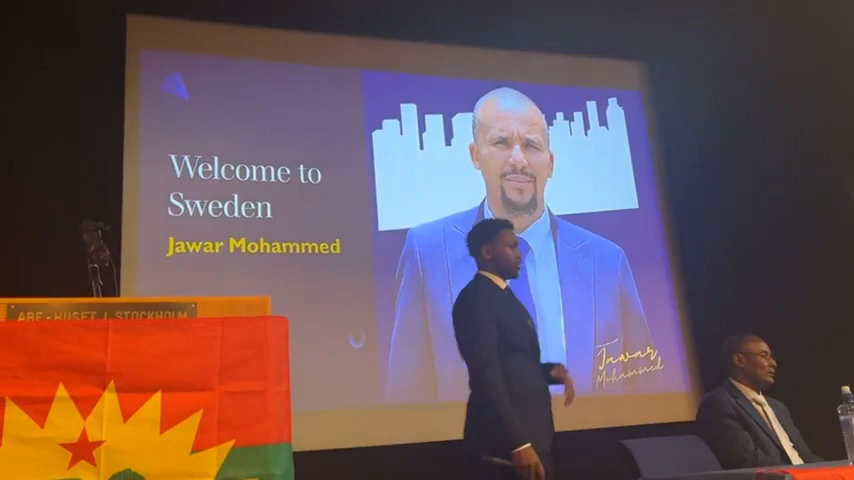 Welcome to
Sweden
Jawar Mohammed
Jawar
Mohammed
ABF-HUSET I STOCKHOLM